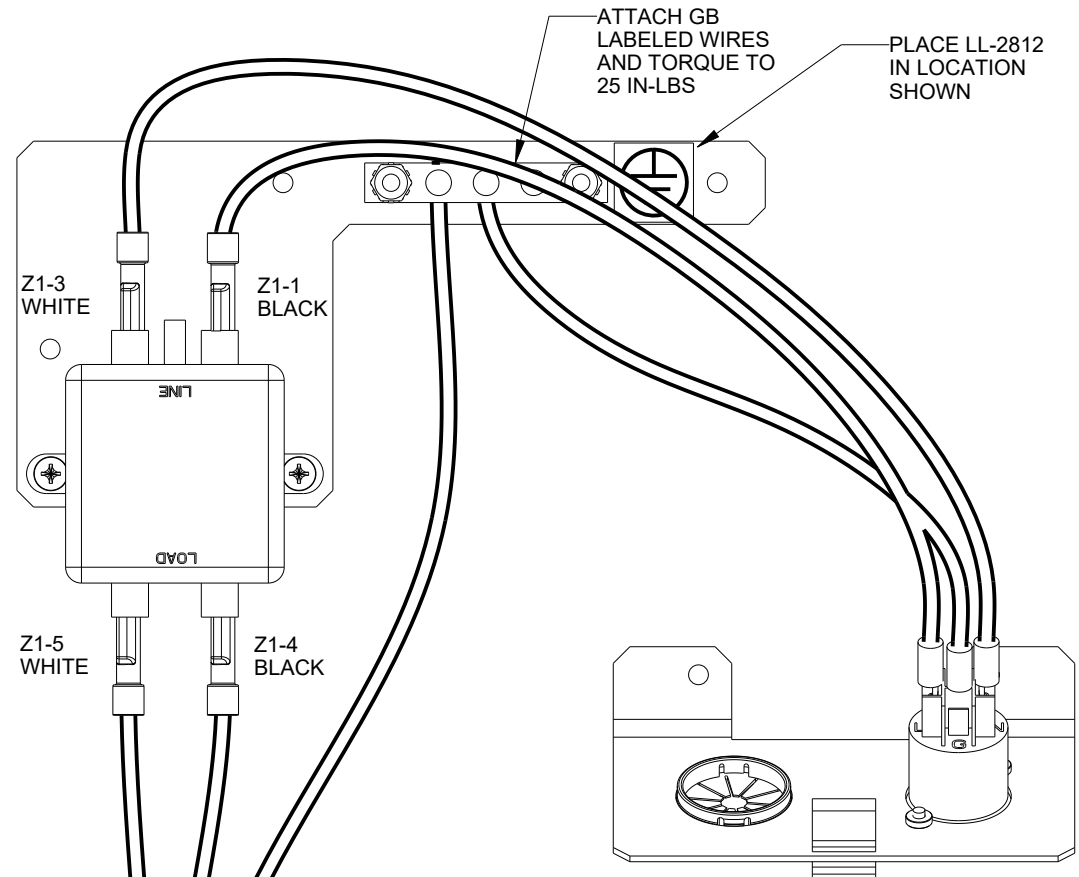 ATTACH GB
LABELED WIRES
AND TORQUE TO
25 IN-LBS
PLACE LL-2812
IN LOCATION
SHOWN
Z1-3
WHITE
Z1-1
BLACK
LINE
LOAD
Z1-5
WHITE
Z1-4
BLACK
G